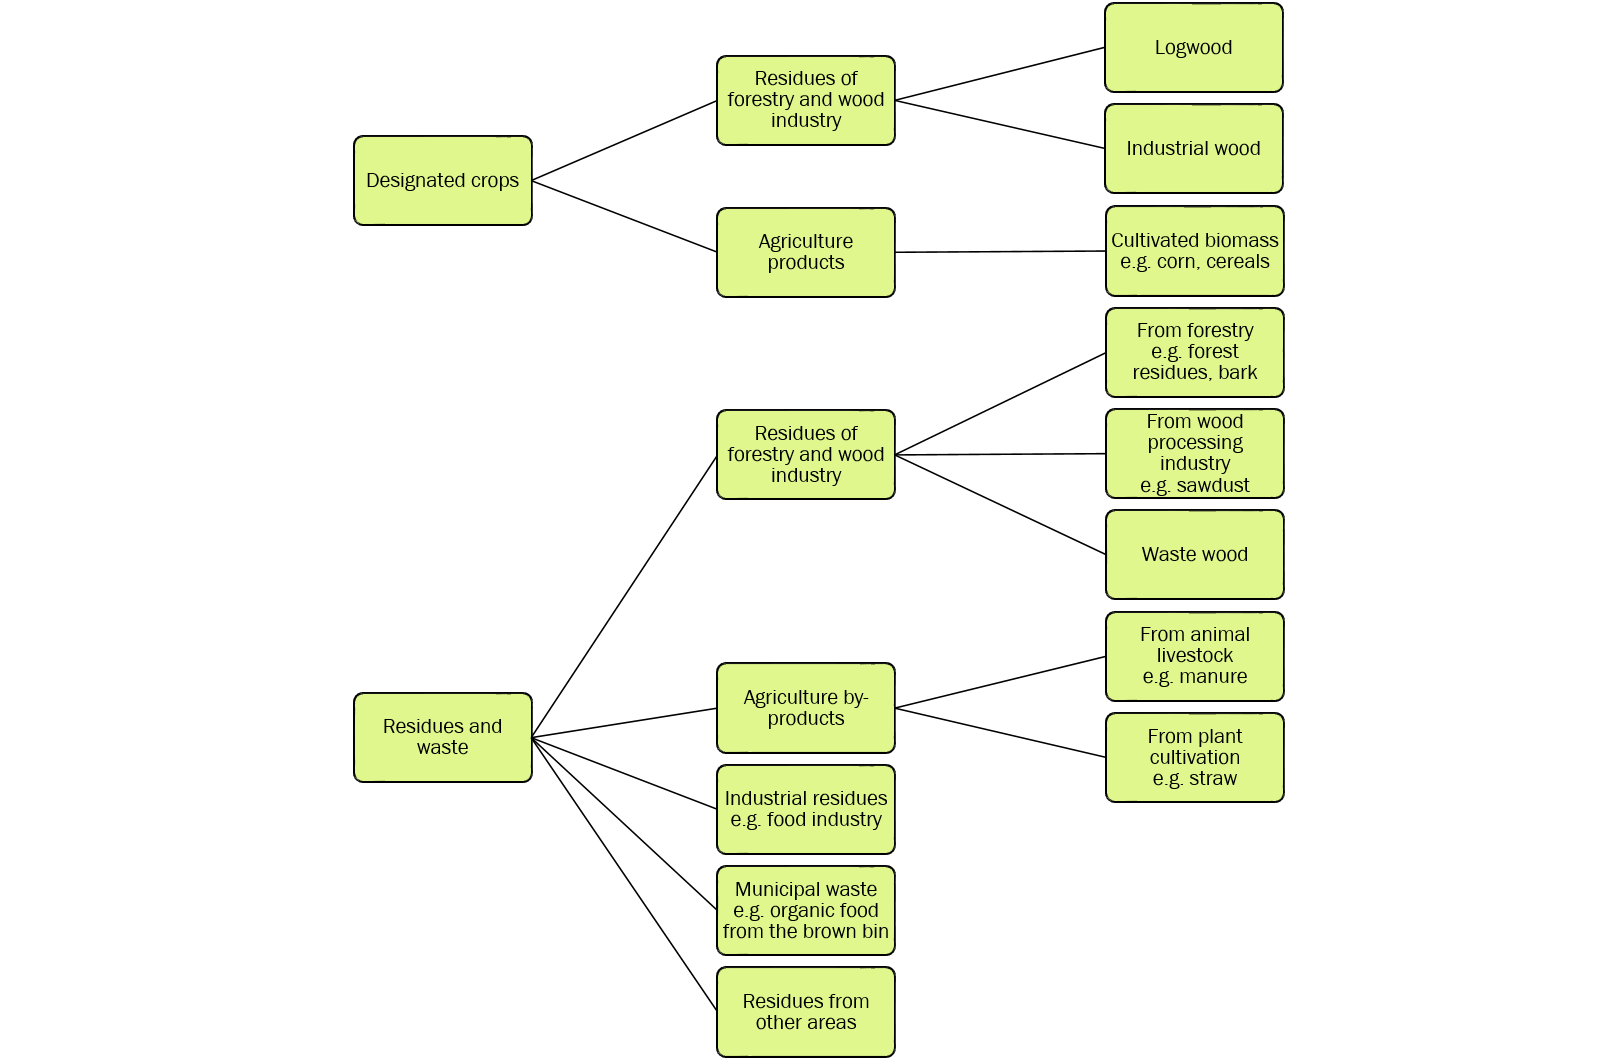 Designated crops
Residues of
forestry and wood
industry
Logwood
Industrial wood
Agriculture
products
Cultivated biomass
e.g. corn, cereals
Residues and
waste
Residues of
forestry and wood
industry
From forestry
e.g. forest
residues, bark
From wood
processing
industry
e.g. sawdust
Waste wood
Agriculture by-
products
From animal
livestock
e.g. manure
From plant
cultivation
e.g. straw
Industrial residues
e.g. food industry
Municipal waste
e.g. organic food
from the brown bin
Residues from
other areas